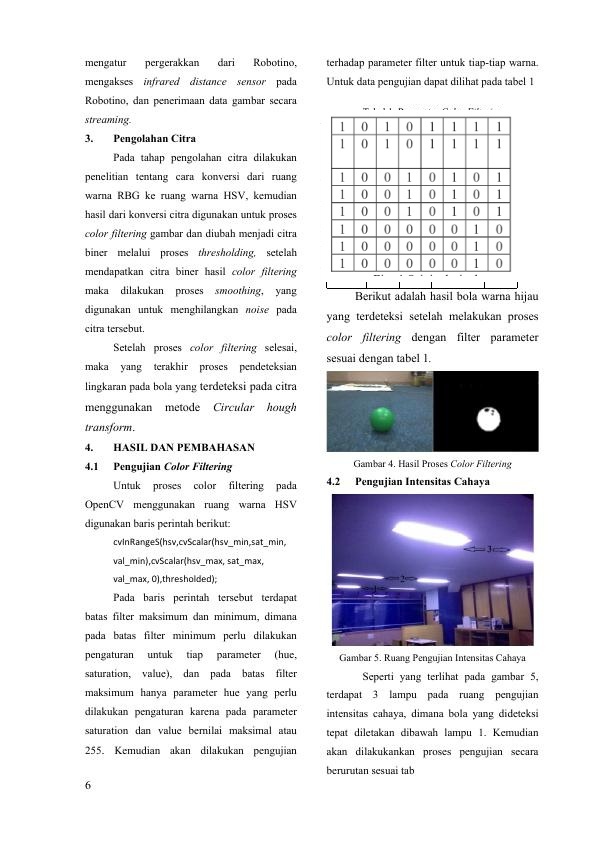 mengatur pergerakkan dari Robotino,
mengakses infrared distance sensor pada
Robotino, dan penerimaan data gambar secara
streaming.
3. Pengolahan Citra
Pada tahap pengolahan citra dilakukan
penelitian tentang cara konversi dari ruang
warna RBG ke ruang warna HSV, kemudian
hasil dari konversi citra digunakan untuk proses
color filtering gambar dan diubah menjadi citra
biner melalui proses thresholding, setelah
mendapatkan citra biner hasil color filtering
maka dilakukan proses smoothing, yang
digunakan untuk menghilangkan noise pada
citra tersebut.
Setelah proses color filtering selesai,
maka yang terakhir proses pendeteksian
lingkaran pada bola yang terdeteksi pada citra
menggunakan metode Circular hough
transform.
4. HASIL DAN PEMBAHASAN
4.1 Pengujian Color Filtering
Untuk proses color filtering pada
OpenCV menggunakan ruang warna HSV
digunakan baris perintah berikut:
cvInRangeS(hsv,cvScalar(hsv_min,sat_min,
val_min),cvScalar(hsv_max, sat_max,
val_max, 0),thresholded);
Pada baris perintah tersebut terdapat
batas filter maksimum dan minimum, dimana
pada batas filter minimum perlu dilakukan
pengaturan untuk tiap parameter (hue,
saturation, value), dan pada batas filter
maksimum hanya parameter hue yang perlu
dilakukan pengaturan karena pada parameter
saturation dan value bernilai maksimal atau
255. Kemudian akan dilakukan pengujian
6
terhadap parameter filter untuk tiap-tiap warna.
Untuk data pengujian dapat dilihat pada tabel 1
1 0 1 0 1 1 1 1
1 0 1 0 1 1 1 1
1 0 0 1 0 1 0 1
1 0 0 1 0 1 0 1
1 0 0 1 0 1 0 1
1 0 0 0 0 0 1 0
1 0 0 0 0 0 1 0
1 0 0 0 0 0 1 0
Berikut adalah hasil bola warna hijau
yang terdeteksi setelah melakukan proses
color filtering dengan filter parameter
sesuai dengan tabel 1.
Gambar 4. Hasil Proses Color Filtering
4.2 Pengujian Intensitas Cahaya
3
2
1
Gambar 5. Ruang Pengujian Intensitas Cahaya
Seperti yang terlihat pada gambar 5,
terdapat 3 lampu pada ruang pengujian
intensitas cahaya, dimana bola yang dideteksi
tepat diletakan dibawah lampu 1. Kemudian
akan dilakukankan proses pengujian secara
berurutan sesuai tab